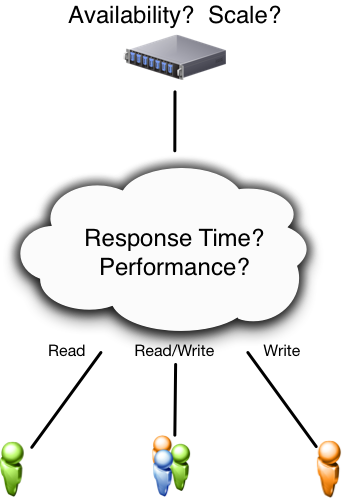 Availability?  Scale?
Response Time?
Performance?
Read
Read/Write
Write